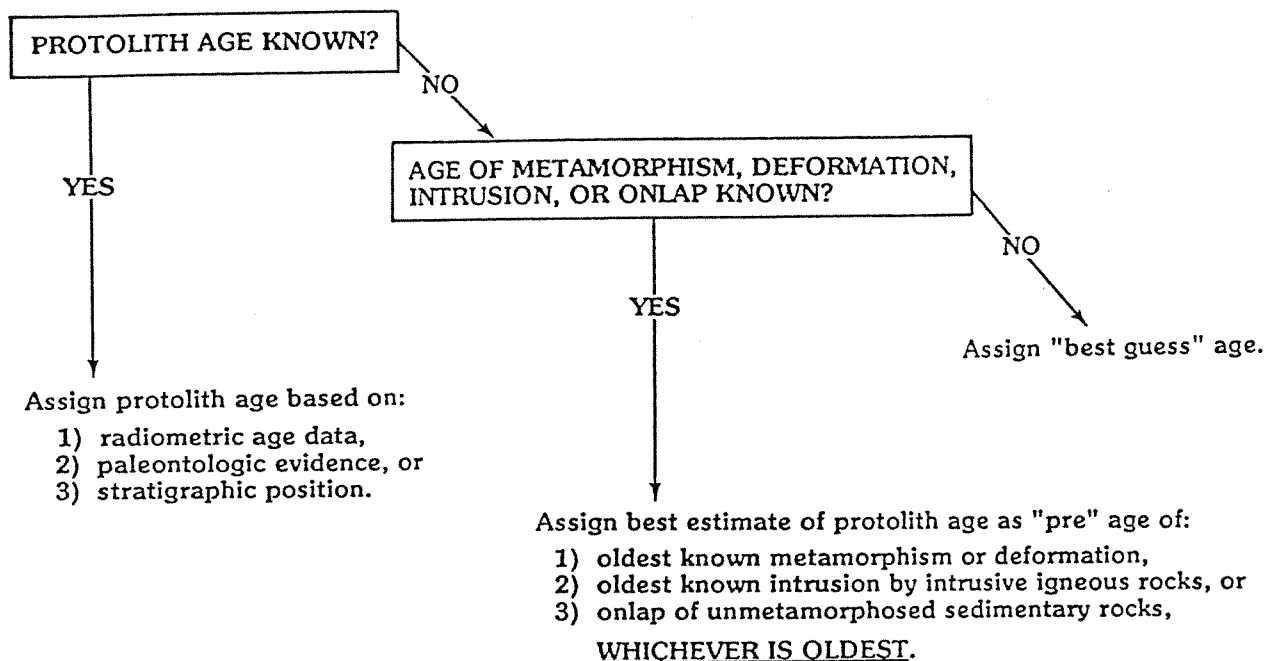 PROTOLITH AGE KNOWN?
NO
YES
AGE OF METAMORPHISM, DEFORMATION,
INTRUSION, OR ONLAP KNOWN?
NO
YES
Assign "best guess" age.
Assign protolith age based on:
1) radiometric age data,
2) paleontologic evidence, or
3) stratigraphic position.
Assign best estimate of protolith age as "pre" age of:
1) oldest known metamorphism or deformation,
2) oldest known intrusion by intrusive igneous rocks, or
3) onlap of unmetamorphosed sedimentary rocks,
WHICHEVER IS OLDEST.